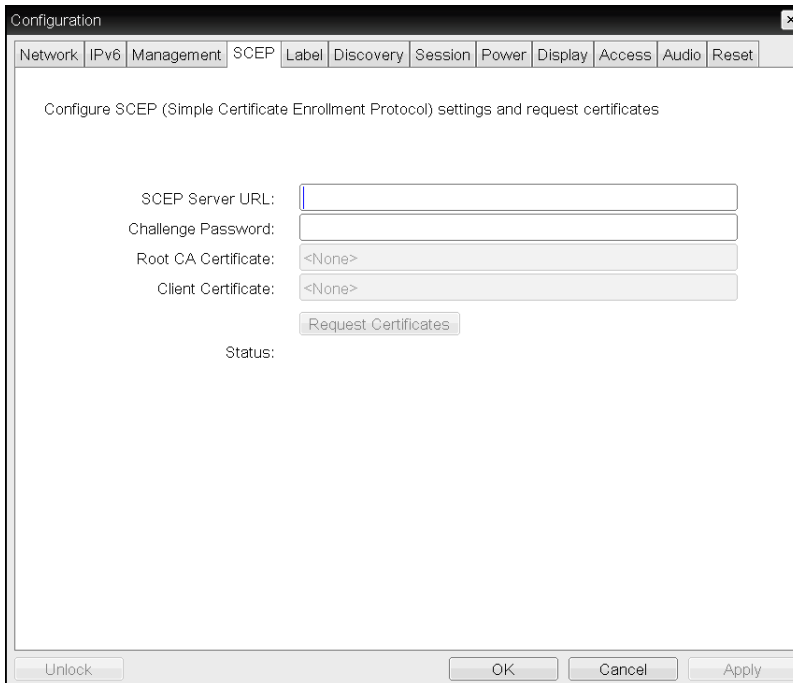 Configuration
Network IPv6 Management SCEP Label Discovery Session Power Display Access Audio Reset
Configure SCEP (Simple Certificate Enrollment Protocol) settings and request certificates
SCEP Server URL:
Challenge Password:
Root CA Certificate: <None>
Client Certificate: <None>
Request Certificates
Status:
Unlock OK Cancel Apply